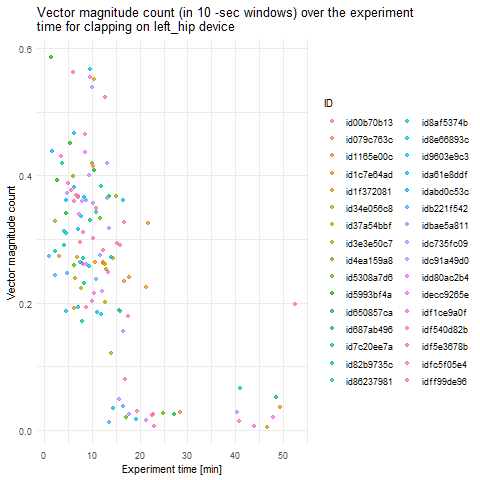 Vector magnitude count (in 10 -sec windows) over the experiment
time for clapping on left_hip device
0.6
0.4
0.2
0.0
Vector magnitude count
0 10 20 30 40 50
Experiment time [min]
ID
id00b70b13 id8af5374b
id079c763c id8e66893c
id1165e00c id9603e9c3
id1c7e64ad ida61e8ddf
id1f372081 idabd0c53c
id34e056c8 idb221f542
id37a54bbf idbae5a811
id3e3e50c7 idc735fc09
id4ea159a8 idc91a49d0
id5308a7d6 idd80ac2b4
id5993bf4a idecc9265e
id650857ca idf1ce9a0f
id687ab496 idf540d82b
id7c20ee7a idf5e3678b
id82b9735c idfc5f05e4
id86237981 idff99de96